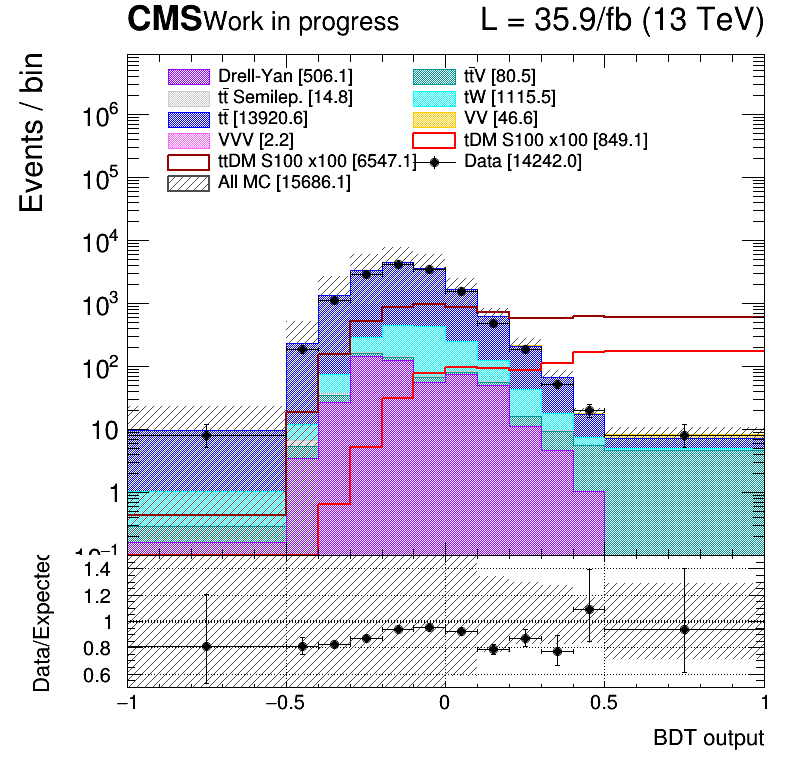 CMS Work in progress L = 35.9/fb (13 TeV)
Events / bin
Drell-Yan [506.1] tt̄V [80.5]
tt̄ Semilep. [14.8] tW [1115.5]
tt̄ [13920.6] VV [46.6]
VVV [2.2] tDM S100 x100 [849.1]
ttDM S100 x100 [6547.1] Data [14242.0]
All MC [15686.1]
10⁶
10⁵
10⁴
10³
10²
10
1
10⁻¹
Data/Expected
1.4
1.2
1
0.8
0.6
−1 −0.5 0 0.5 1
BDT output